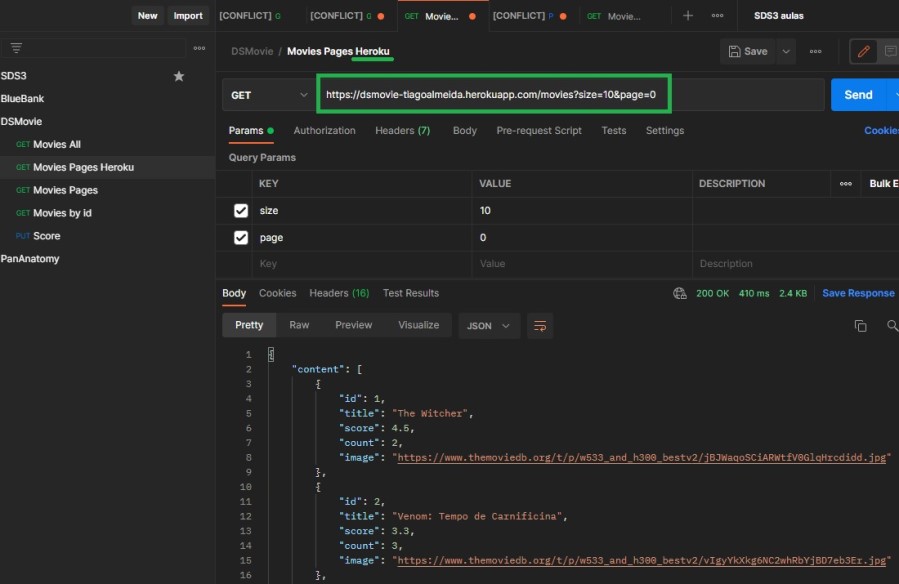 New Import [CONFLICT] G [CONFLICT] G GET Movie... [CONFLICT] P GET Movie... + SDS3 aulas
DSMovie / Movies Pages Heroku Save
SDS3
BlueBank
DSMovie
GET Movies All
GET Movies Pages Heroku
GET Movies Pages
GET Movies by id
PUT Score
PanAnatomy
GET https://dsmovie-tiagoalmeida.herokuapp.com/movies?size=10&page=0 Send
Params Authorization Headers (7) Body Pre-request Script Tests Settings Cookies
Query Params
KEY VALUE DESCRIPTION Bulk E
size 10
page 0
Key Value Description
Body Cookies Headers (16) Test Results 200 OK 410 ms 2.4 KB Save Response
Pretty Raw Preview Visualize JSON
1 {
2 "content": [
3 {
4 "id": 1,
5 "title": "The Witcher",
6 "score": 4.5,
7 "count": 2,
8 "image": "https://www.themoviedb.org/t/p/w533_and_h300_bestv2/jBJWaqoSCiARWtfV0GlqHrcdidd.jpg"
9 },
10 {
11 "id": 2,
12 "title": "Venom: Tempo de Carnificina",
13 "score": 3.3,
14 "count": 3,
15 "image": "https://www.themoviedb.org/t/p/w533_and_h300_bestv2/vIgyYkXkg6NC2whRbYjBD7eb3Er.jpg"
16 },